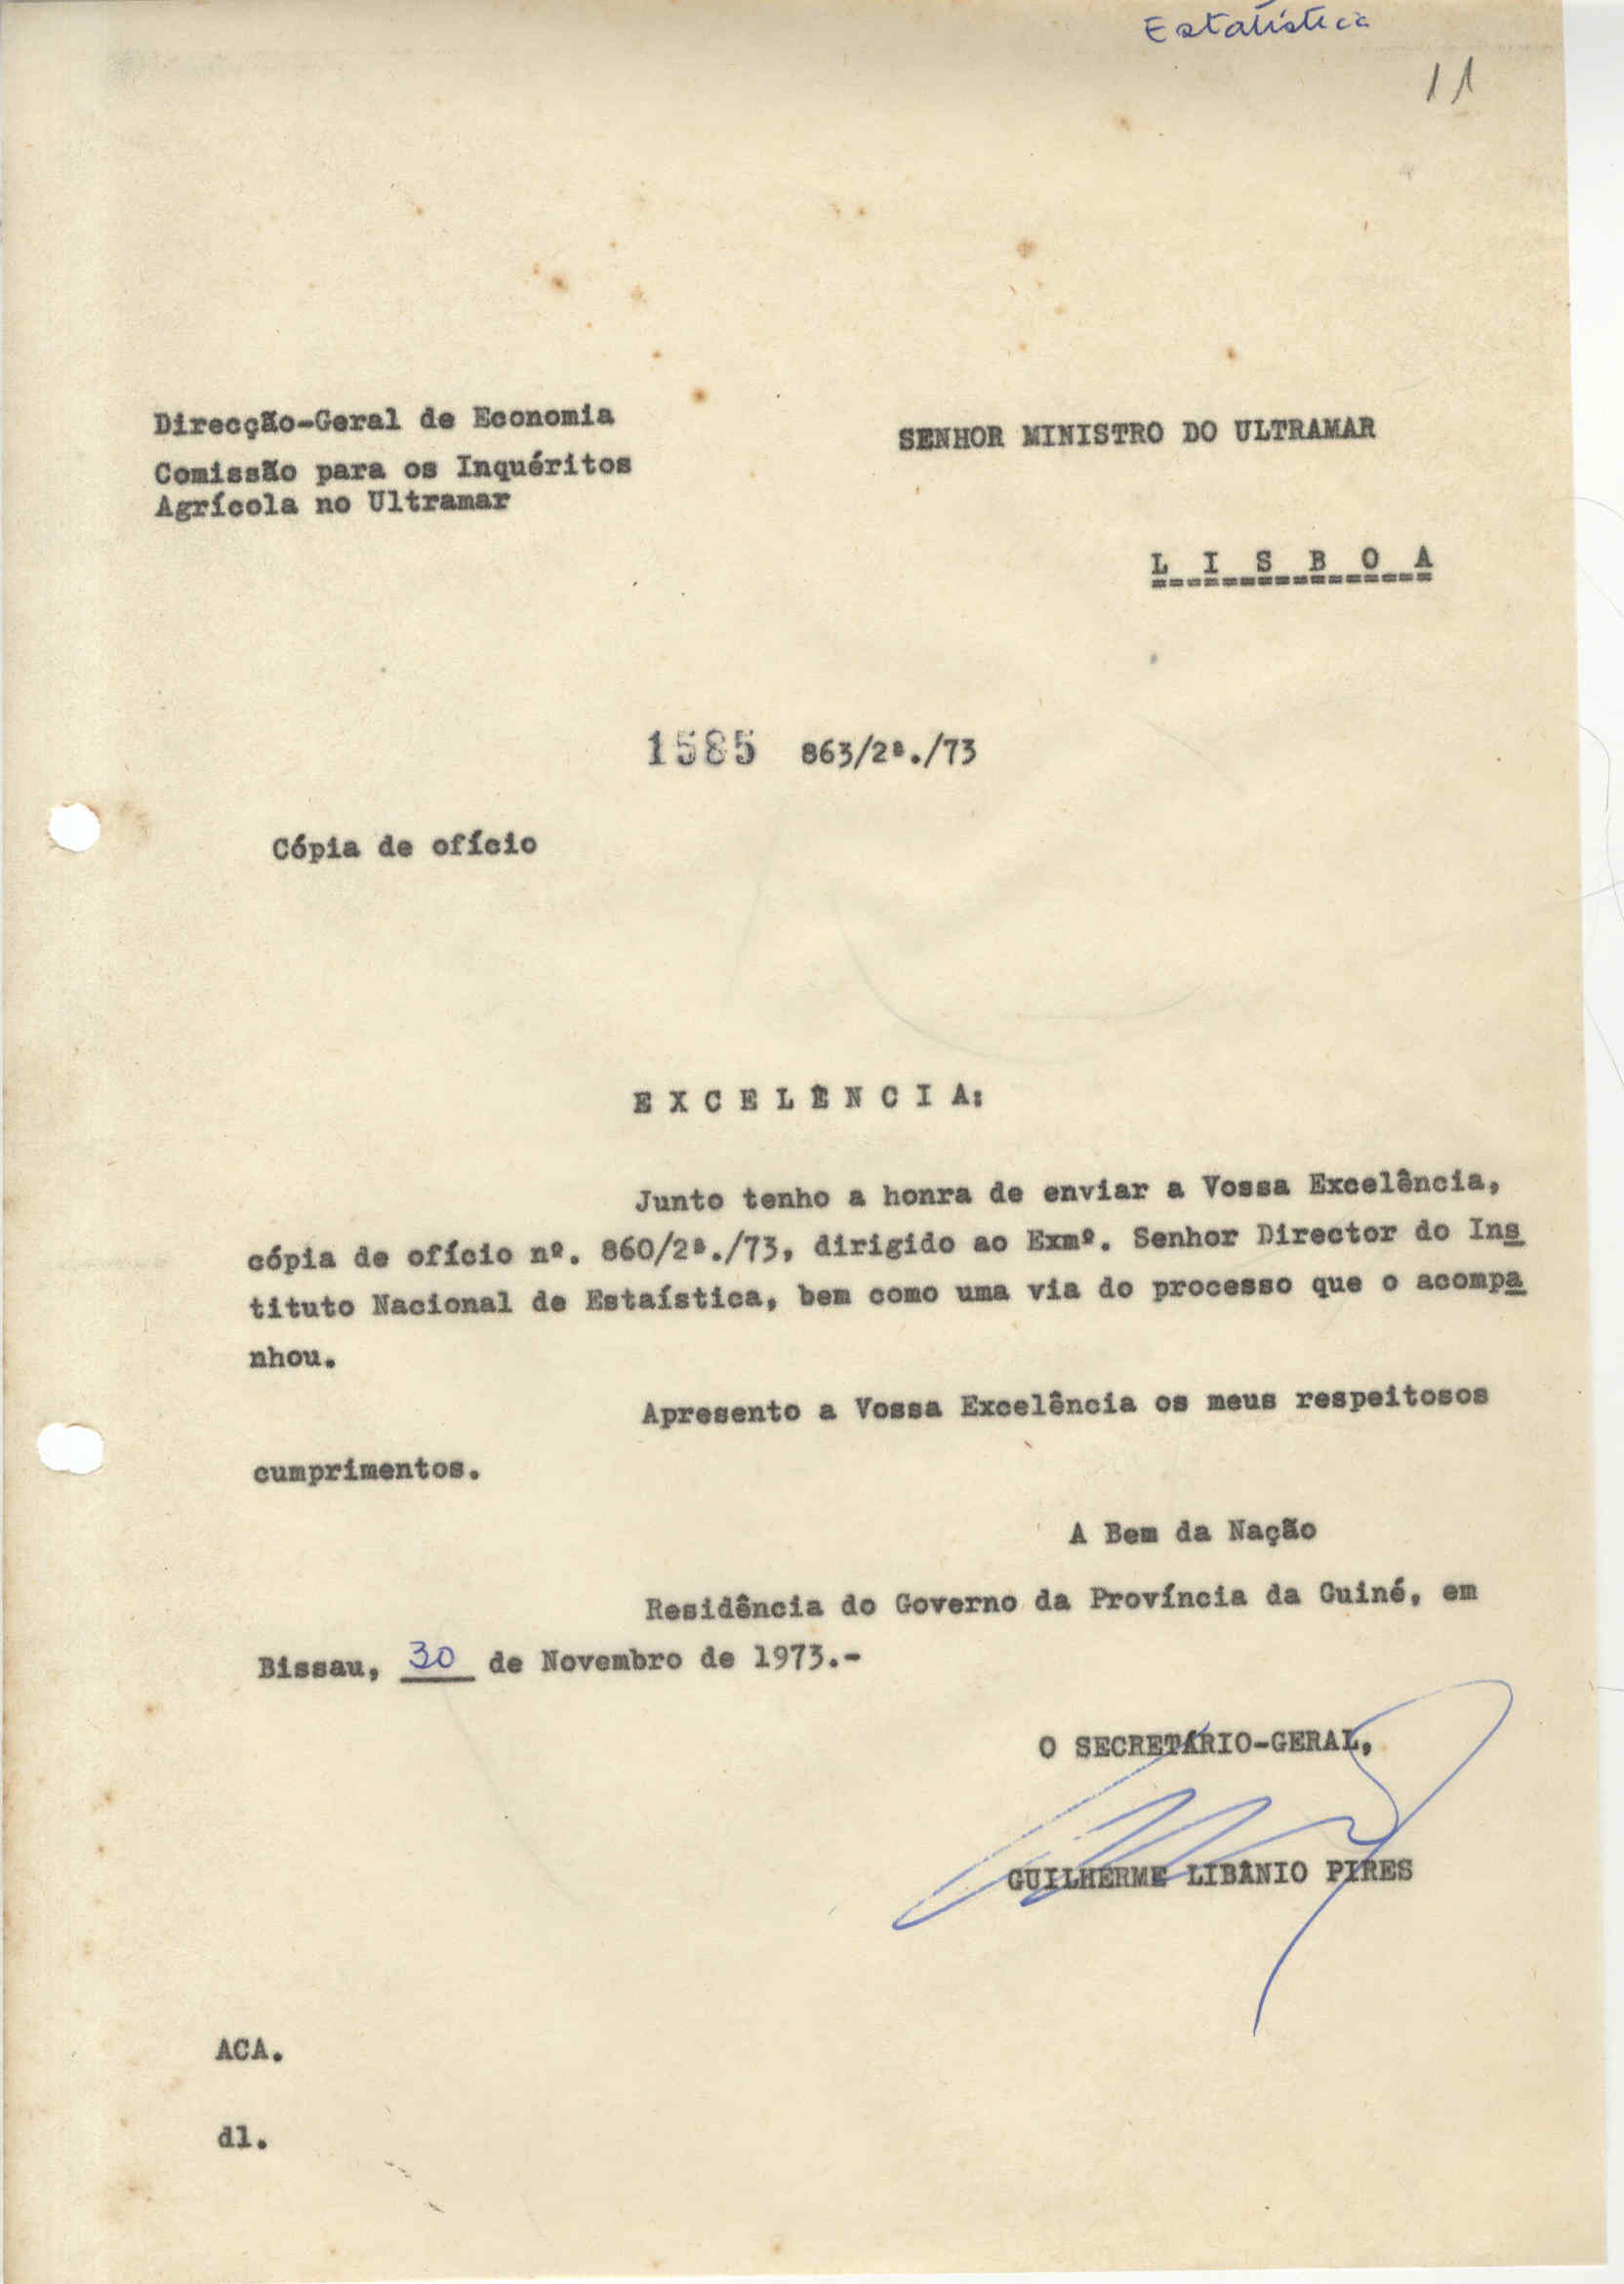 Estatística
11
Direcção-Geral de Economia
Comissão para os Inquéritos
Agrícola no Ultramar
SENHOR MINISTRO DO ULTRAMAR
L I S B O A
1585 863/2ª./73
Cópia de ofício
E X C E L Ê N C I A:
Junto tenho a honra de enviar a Vossa Excelência,
cópia de ofício nº. 860/2ª./73, dirigido ao Exmº. Senhor Director do Ins
tituto Nacional de Estaística, bem como uma via do processo que o acompa
nhou.
Apresento a Vossa Excelência os meus respeitosos
cumprimentos.
A Bem da Nação
Residência do Governo da Província da Guiné, em
Bissau, 30 de Novembro de 1973.-
O SECRETÁRIO-GERAL,
GUILHERME LIBÂNIO PIRES
ACA.
dl.